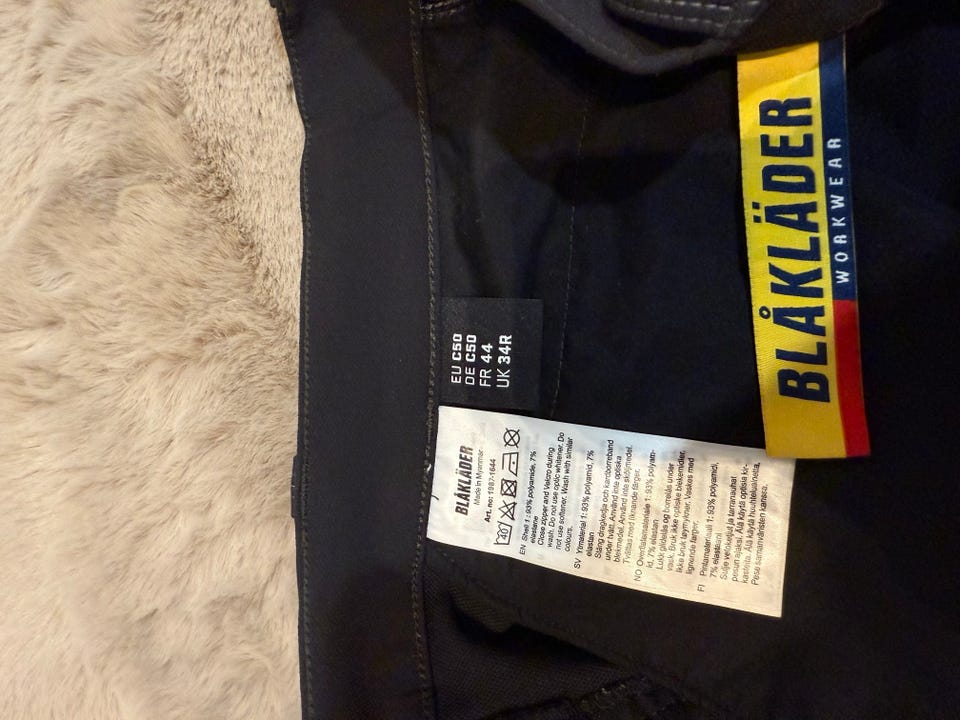 BLÅKLÄDER
WORKWEAR
EU C50
DE C50
FR 44
UK 34R
BLÅKLÄDER
Made in Myanmar
Art. no: 1987-1644
40
EN Shell 1: 93% polyamide, 7%
elastane
Close zipper and Velcro during
wash. Do not use optic whitener. Do
not use softener. Wash with similar
colours.
SV Ytmaterial 1: 93% polyamid, 7%
elastan
Stäng dragkedja och kardborreband
under tvätt. Använd inte optiska
blekmedel. Använd inte sköljmedel.
Tvättas med liknande färger.
NO Overflatemateriale 1: 93% polyam-
id, 7% elastan
Lukk glidelås og borrelås under
vask. Bruk ikke optiske blekemidler.
Ikke bruk tøymykner. Vaskes med
lignende farger.
FI Pintamateriaali 1: 93% polyamidi,
7% elastaani
Sulje vetoketju ja tarranauhat
pesun ajaksi. Älä käytä optisia kir-
kasteita. Älä käytä huuhteluainetta.
Pese samanväristen kanssa.